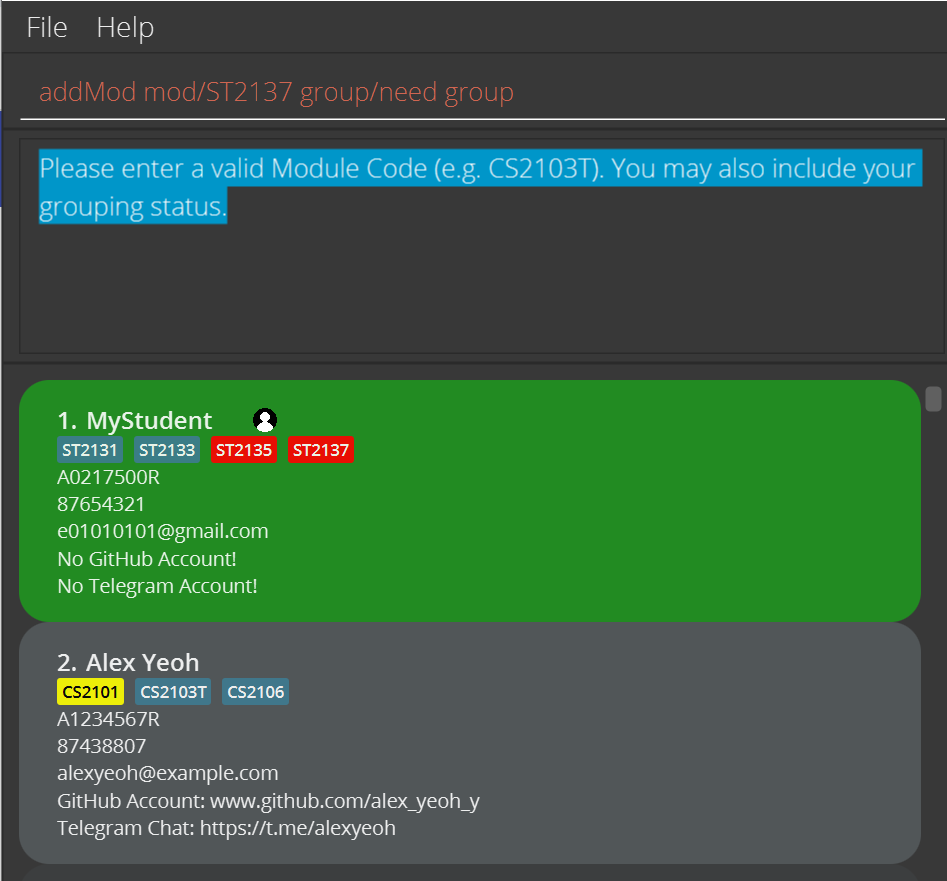 File Help
addMod mod/ST2137 group/need group
Please enter a valid Module Code (e.g. CS2103T). You may also include your
grouping status.
1. MyStudent
ST2131 ST2133 ST2135 ST2137
A0217500R
87654321
e01010101@gmail.com
No GitHub Account!
No Telegram Account!
2. Alex Yeoh
CS2101 CS2103T CS2106
A1234567R
87438807
alexyeoh@example.com
GitHub Account: www.github.com/alex_yeoh_y
Telegram Chat: https://t.me/alexyeoh